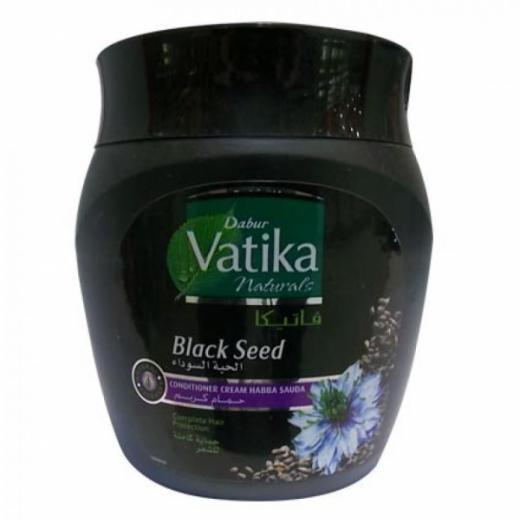 Dabur
Vatika
Naturals
فاتيكا
Black Seed
الحبة السوداء
CONDITIONER CREAM HABBA SAUDA
حمام كريم
Complete Hair
Protection
حماية كاملة
للشعر